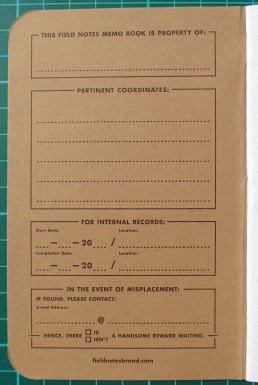 THIS FIELD NOTES MEMO BOOK IS PROPERTY OF:
PERTINENT COORDINATES:
FOR INTERNAL RECORDS:
Start Date: Location:
— — 20 /
Completion Date: Location:
— — 20 /
IN THE EVENT OF MISPLACEMENT:
IF FOUND, PLEASE CONTACT:
E-mail Address:
@
HENCE, THERE IS A HANDSOME REWARD WAITING.
ISN'T
fieldnotesbrand.com